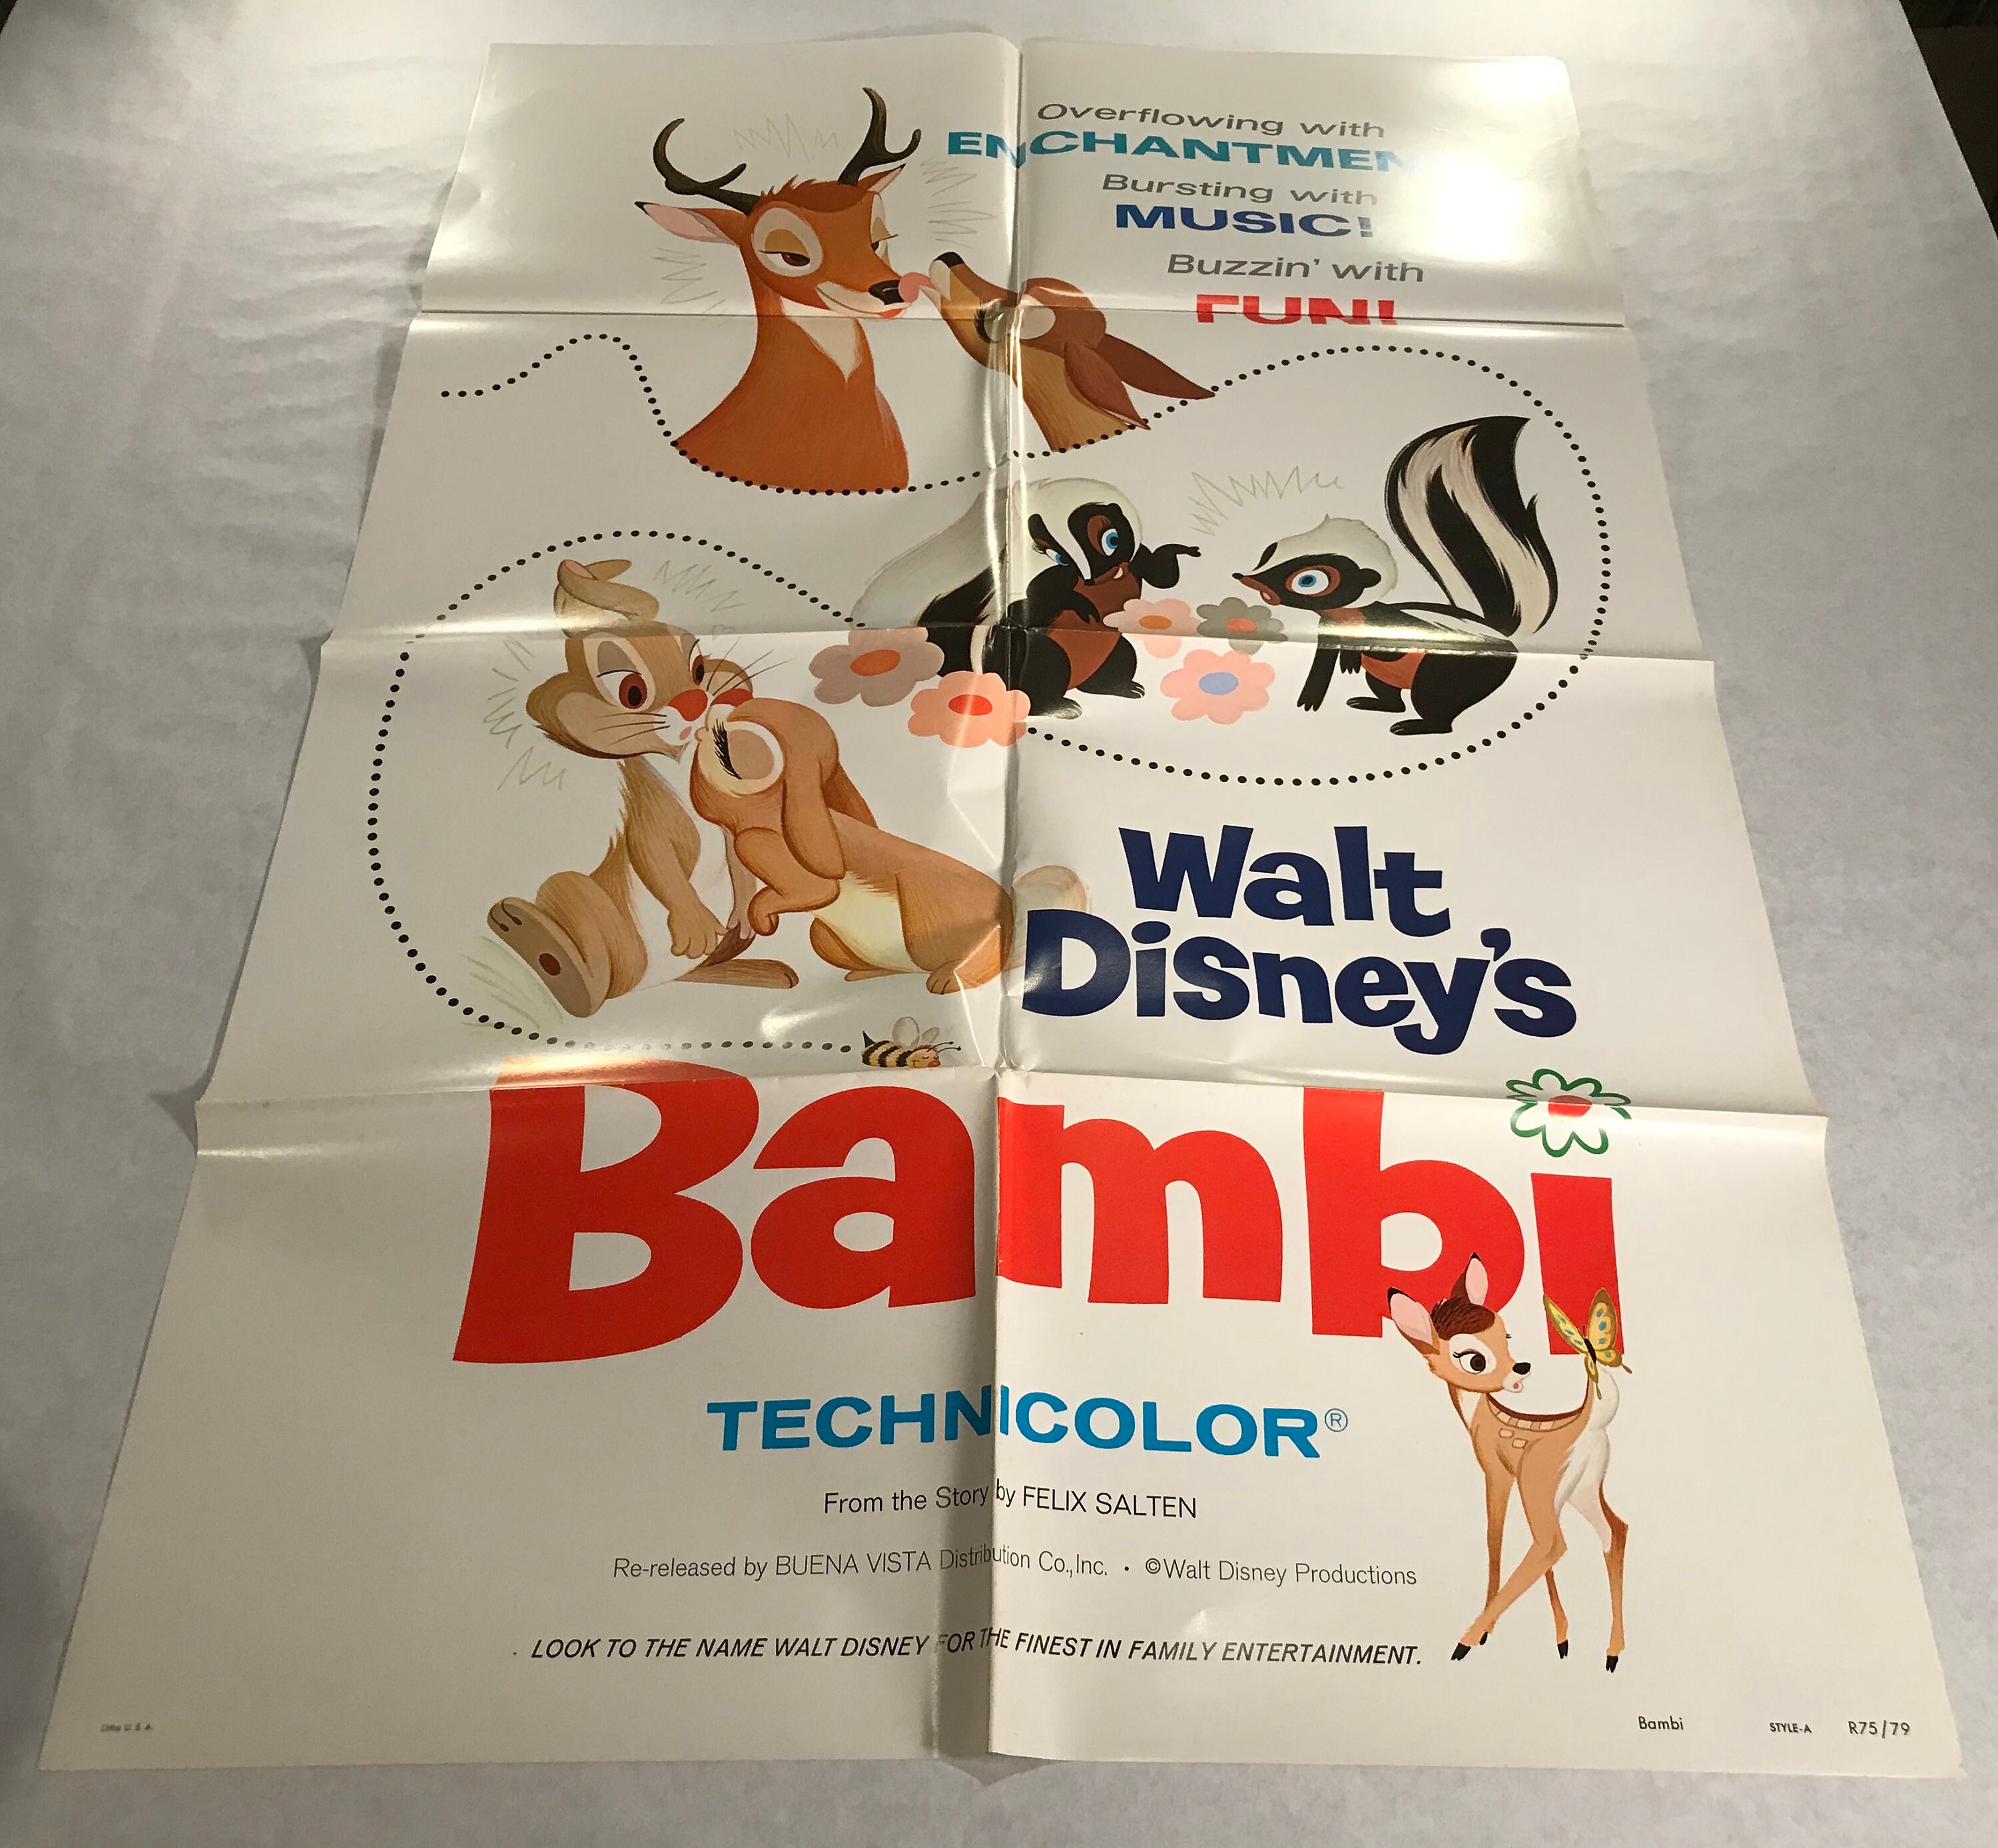 Overflowing with
ENCHANTMENT
Bursting with
MUSIC!
Buzzin' with
FUN!
Walt
Disney's
Bambi
TECHNICOLOR®
From the Story by FELIX SALTEN
Re-released by BUENA VISTA Distribution Co., Inc. • ©Walt Disney Productions
LOOK TO THE NAME WALT DISNEY FOR THE FINEST IN FAMILY ENTERTAINMENT.
Litho U. S. A.
Bambi STYLE-A R75/79